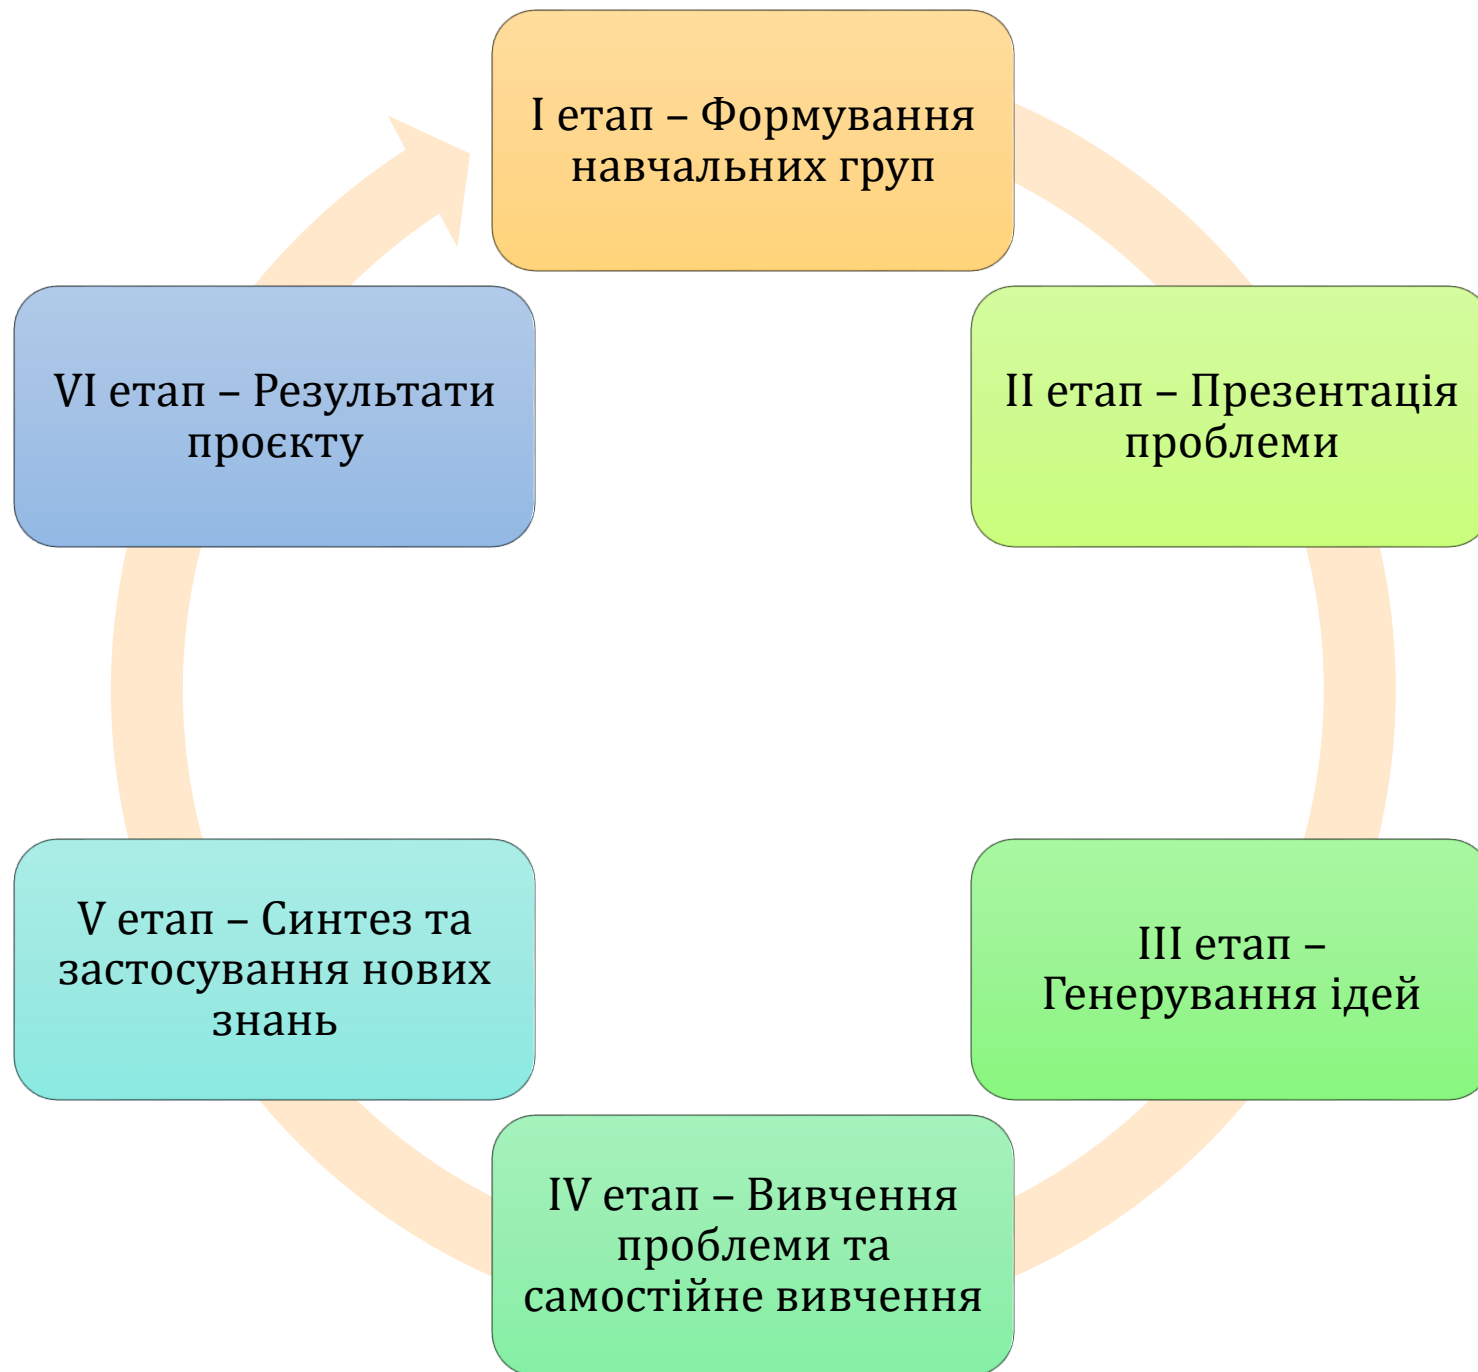 I етап – Формування
навчальних груп
II етап – Презентація
проблеми
III етап –
Генерування ідей
IV етап – Вивчення
проблеми та
самостійне вивчення
V етап – Синтез та
застосування нових
знань
VI етап – Результати
проєкту